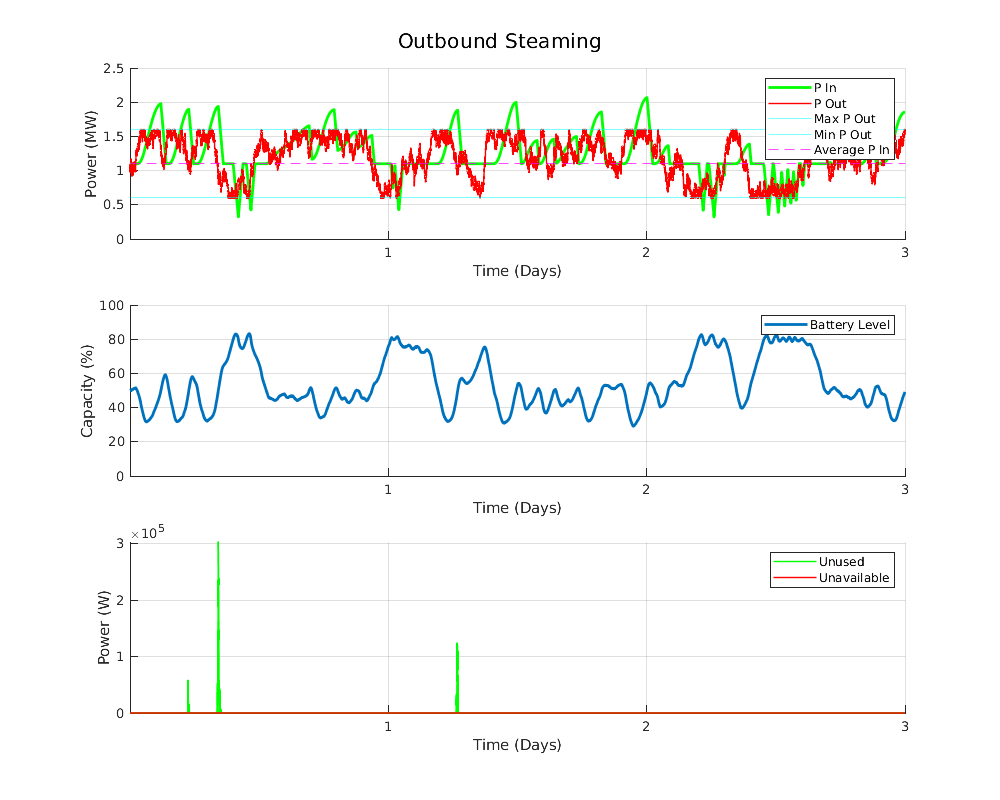 Outbound Steaming
2.5
2
1.5
1
0.5
0
Power (MW)
P In
P Out
Max P Out
Min P Out
Average P In
1
2
3
Time (Days)
100
80
60
40
20
0
Capacity (%)
Battery Level
1
2
3
Time (Days)
×10^5
3
2
1
0
Power (W)
Unused
Unavailable
1
2
3
Time (Days)